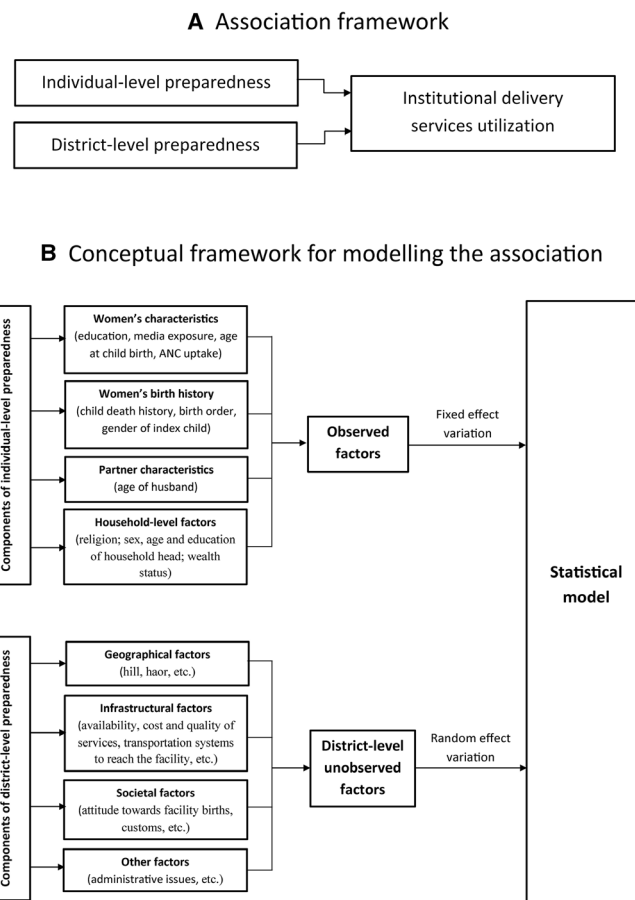 A Association framework
Individual-level preparedness
District-level preparedness
Institutional delivery
services utilization
B Conceptual framework for modelling the association
Components of individual-level preparedness
Women's characteristics
(education, media exposure, age
at child birth, ANC uptake)
Women's birth history
(child death history, birth order,
gender of index child)
Partner characteristics
(age of husband)
Household-level factors
(religion; sex, age and education
of household head; wealth
status)
Observed
factors
Fixed effect
variation
Statistical
model
Components of district-level preparedness
Geographical factors
(hill, haor, etc.)
Infrastructural factors
(availability, cost and quality of
services, transportation systems
to reach the facility, etc.)
Societal factors
(attitude towards facility births,
customs, etc.)
Other factors
(administrative issues, etc.)
District-level
unobserved
factors
Random effect
variation